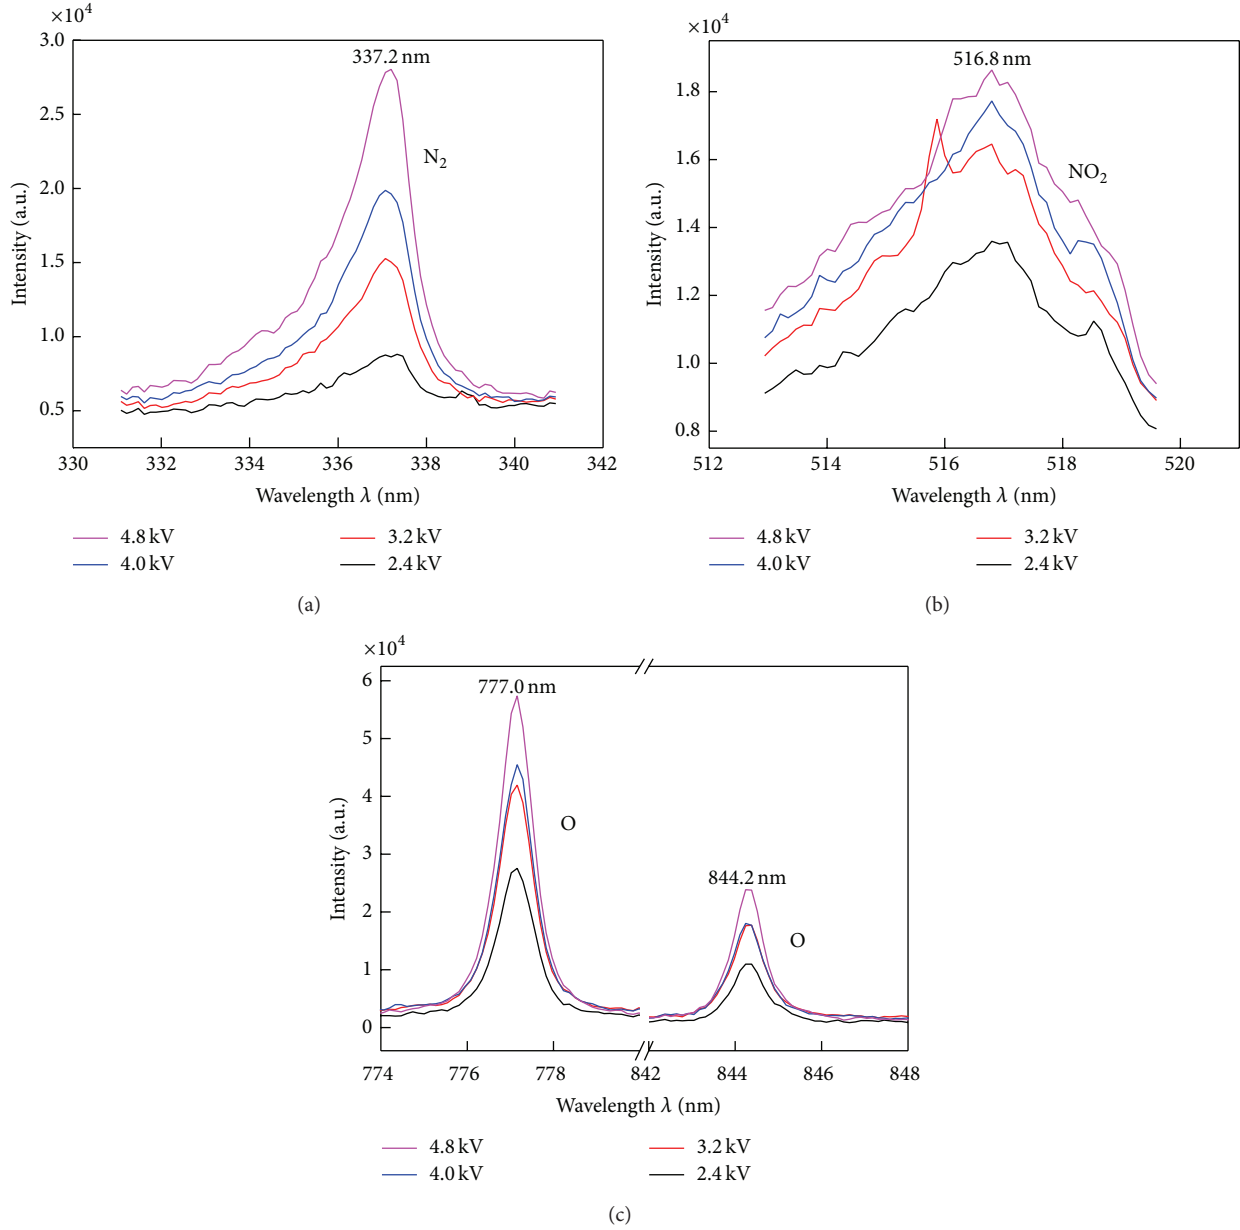 ×10⁴
3.0
2.5
2.0
1.5
1.0
0.5
330 332 334 336 338 340 342
Intensity (a.u.)
Wavelength λ (nm)
337.2 nm
N₂
4.8 kV 3.2 kV
4.0 kV 2.4 kV
(a)
×10⁴
1.8
1.6
1.4
1.2
1.0
0.8
512 514 516 518 520
Intensity (a.u.)
Wavelength λ (nm)
516.8 nm
NO₂
4.8 kV 3.2 kV
4.0 kV 2.4 kV
(b)
×10⁴
6
5
4
3
2
1
0
774 776 778 842 844 846 848
Intensity (a.u.)
Wavelength λ (nm)
777.0 nm
O
844.2 nm
O
4.8 kV 3.2 kV
4.0 kV 2.4 kV
(c)